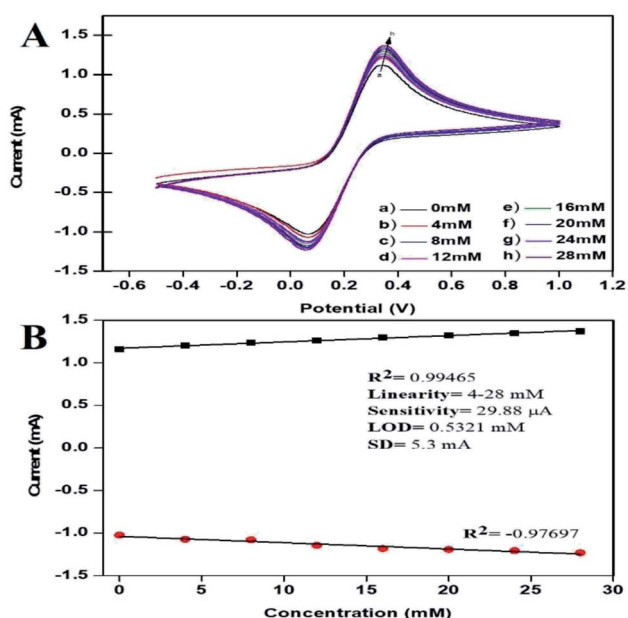 A
1.5
1.0
0.5
0.0
-0.5
-1.0
-1.5
Current (mA)
h
a
a) 0mM
b) 4mM
c) 8mM
d) 12mM
e) 16mM
f) 20mM
g) 24mM
h) 28mM
-0.6 -0.4 -0.2 0.0 0.2 0.4 0.6 0.8 1.0 1.2
Potential (V)
B
1.5
1.0
0.5
0.0
-0.5
-1.0
-1.5
Current (mA)
R²= 0.99465
Linearity= 4-28 mM
Sensitivity= 29.88 µA
LOD= 0.5321 mM
SD= 5.3 mA
R²= -0.97697
0 5 10 15 20 25 30
Concentration (mM)